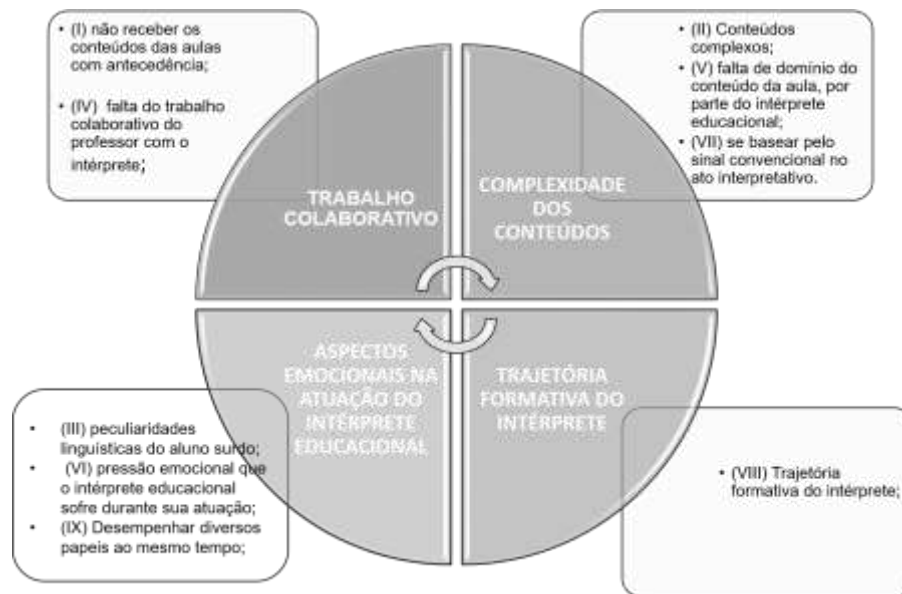 • (I) não receber os
conteúdos das aulas
com antecedência;
• (IV) falta do trabalho
colaborativo do
professor com o
intérprete;
• (II) Conteúdos
complexos;
• (V) falta de domínio do
conteúdo da aula, por
parte do intérprete
educacional;
• (VII) se basear pelo
sinal convencional no
ato interpretativo.
TRABALHO
COLABORATIVO
COMPLEXIDADE
DOS
CONTEÚDOS
ASPECTOS
EMOCIONAIS NA
ATUAÇÃO DO
INTÉRPRETE
EDUCACIONAL
TRAJETÓRIA
FORMATIVA DO
INTÉRPRETE
• (III) peculiaridades
linguísticas do aluno surdo;
• (VI) pressão emocional que
o intérprete educacional
sofre durante sua atuação;
• (IX) Desempenhar diversos
papeis ao mesmo tempo;
• (VIII) Trajetória
formativa do intérprete;